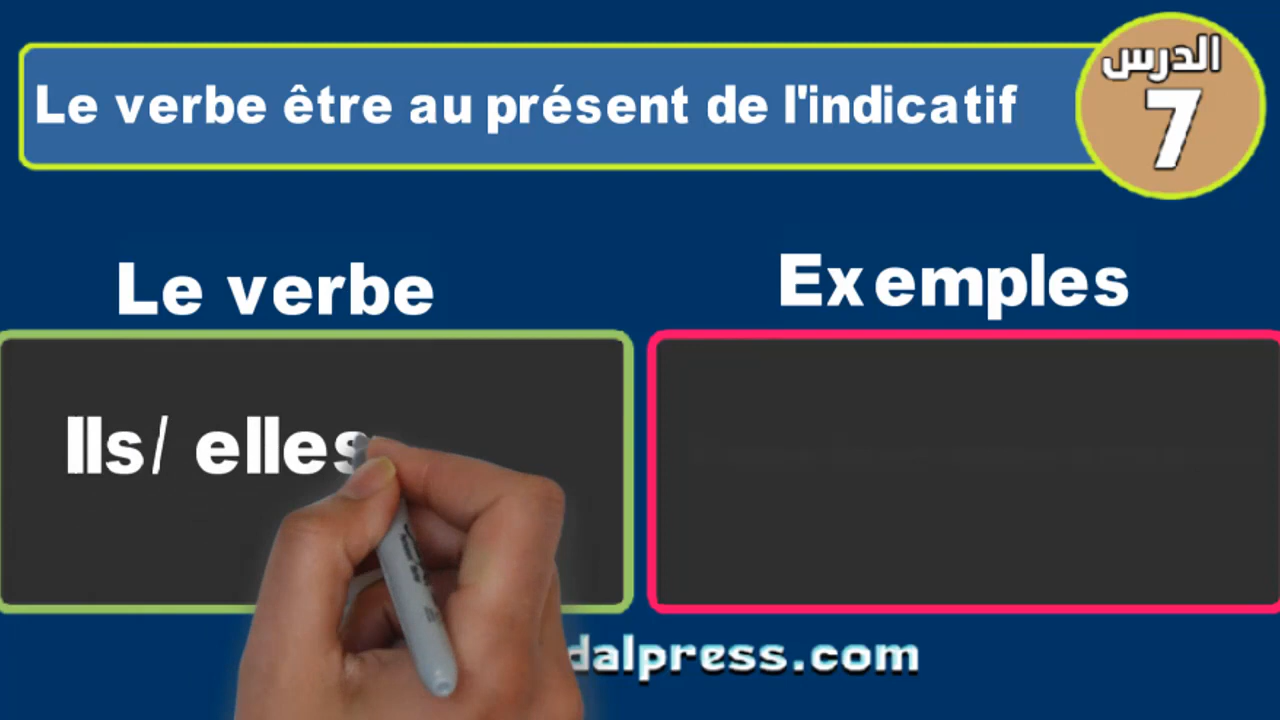 Le verbe être au présent de l'indicatif
الدرس
7
Le verbe
Exemples
Ils/ elles
dalpress.com